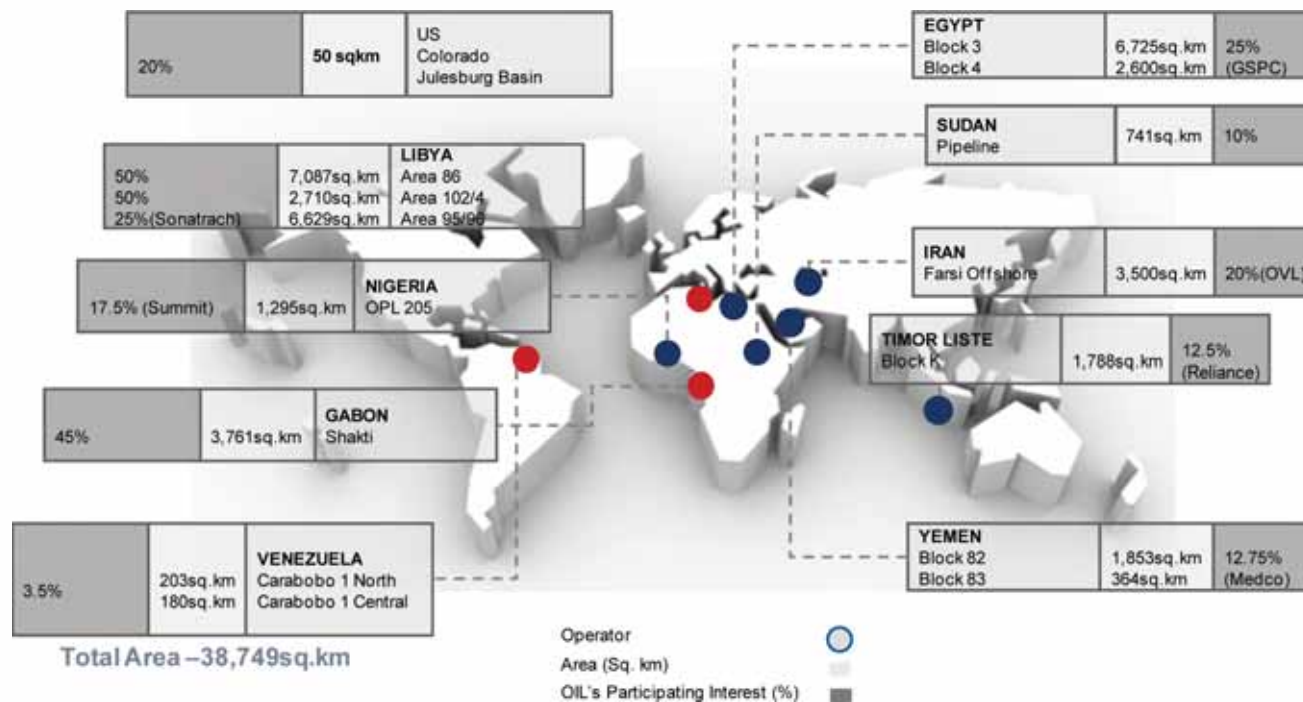 20%
50 sqkm
US
Colorado
Julesburg Basin
EGYPT
Block 3 6,725sq.km 25%
Block 4 2,600sq.km (GSPC)
SUDAN
Pipeline 741sq.km 10%
LIBYA
50% 7,087sq.km Area 86
50% 2,710sq.km Area 102/4
25%(Sonatrach) 6,629sq.km Area 95/96
IRAN
Farsi Offshore 3,500sq.km 20%(OVL)
NIGERIA
17.5% (Summit) 1,295sq.km OPL 205
TIMOR LISTE
Block K 1,788sq.km 12.5%
(Reliance)
GABON
45% 3,761sq.km Shakti
YEMEN
Block 82 1,853sq.km 12.75%
Block 83 364sq.km (Medco)
VENEZUELA
3.5% 203sq.km Carabobo 1 North
180sq.km Carabobo 1 Central
Total Area –38,749sq.km
Operator
Area (Sq. km)
OIL's Participating Interest (%)